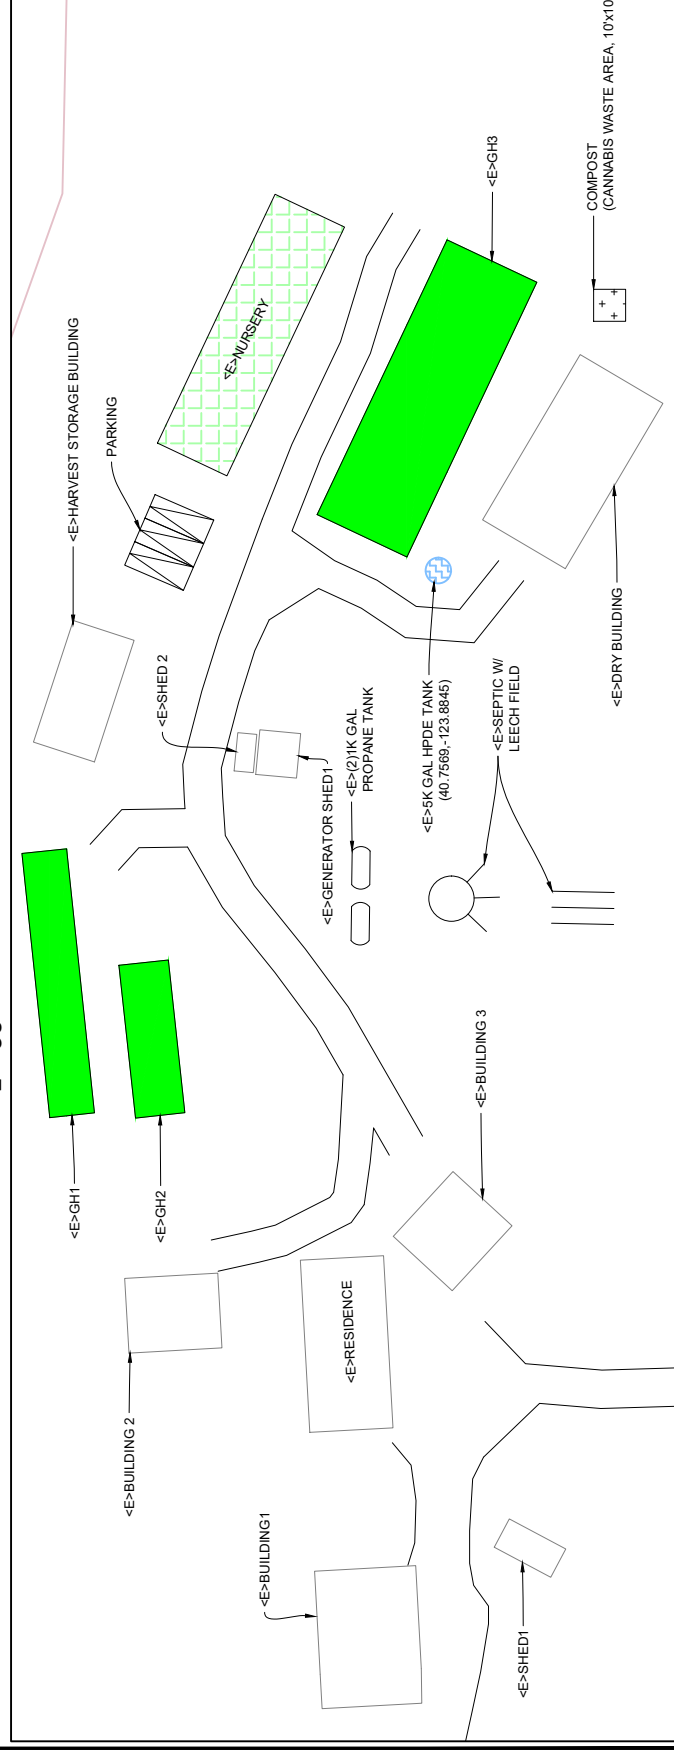 <E>HARVEST STORAGE BUILDING
PARKING
<E>NURSERY
<E>GH3
COMPOST
(CANNABIS WASTE AREA, 10'x10
<E>SHED 2
<E>GENERATOR SHED1
<E>(2)1K GAL
PROPANE TANK
<E>5K GAL HPDE TANK
(40.7569,-123.8845)
<E>SEPTIC W/
LEECH FIELD
<E>DRY BUILDING
<E>GH1
<E>GH2
<E>BUILDING 3
<E>BUILDING 2
<E>RESIDENCE
<E>BUILDING1
<E>SHED1